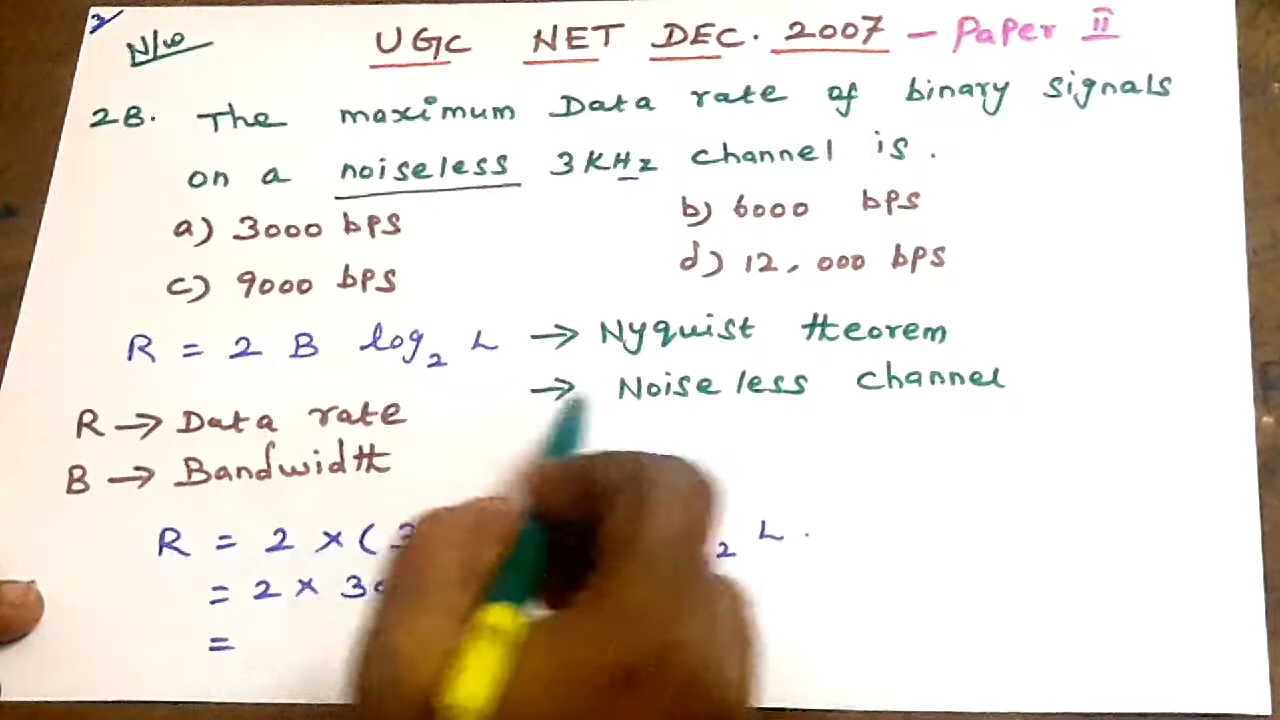 N/w
UGC NET DEC. 2007 - Paper II
28. The maximum Data rate of binary signals
on a noiseless 3KHz channel is.
a) 3000 bps b) 6000 bps
c) 9000 bps d) 12,000 bps
R = 2 B log2 L → Nyquist theorem
→ Noiseless channel
R → Data rate
B → Bandwidth
R = 2 × (3 2 L.
= 2 × 30
=